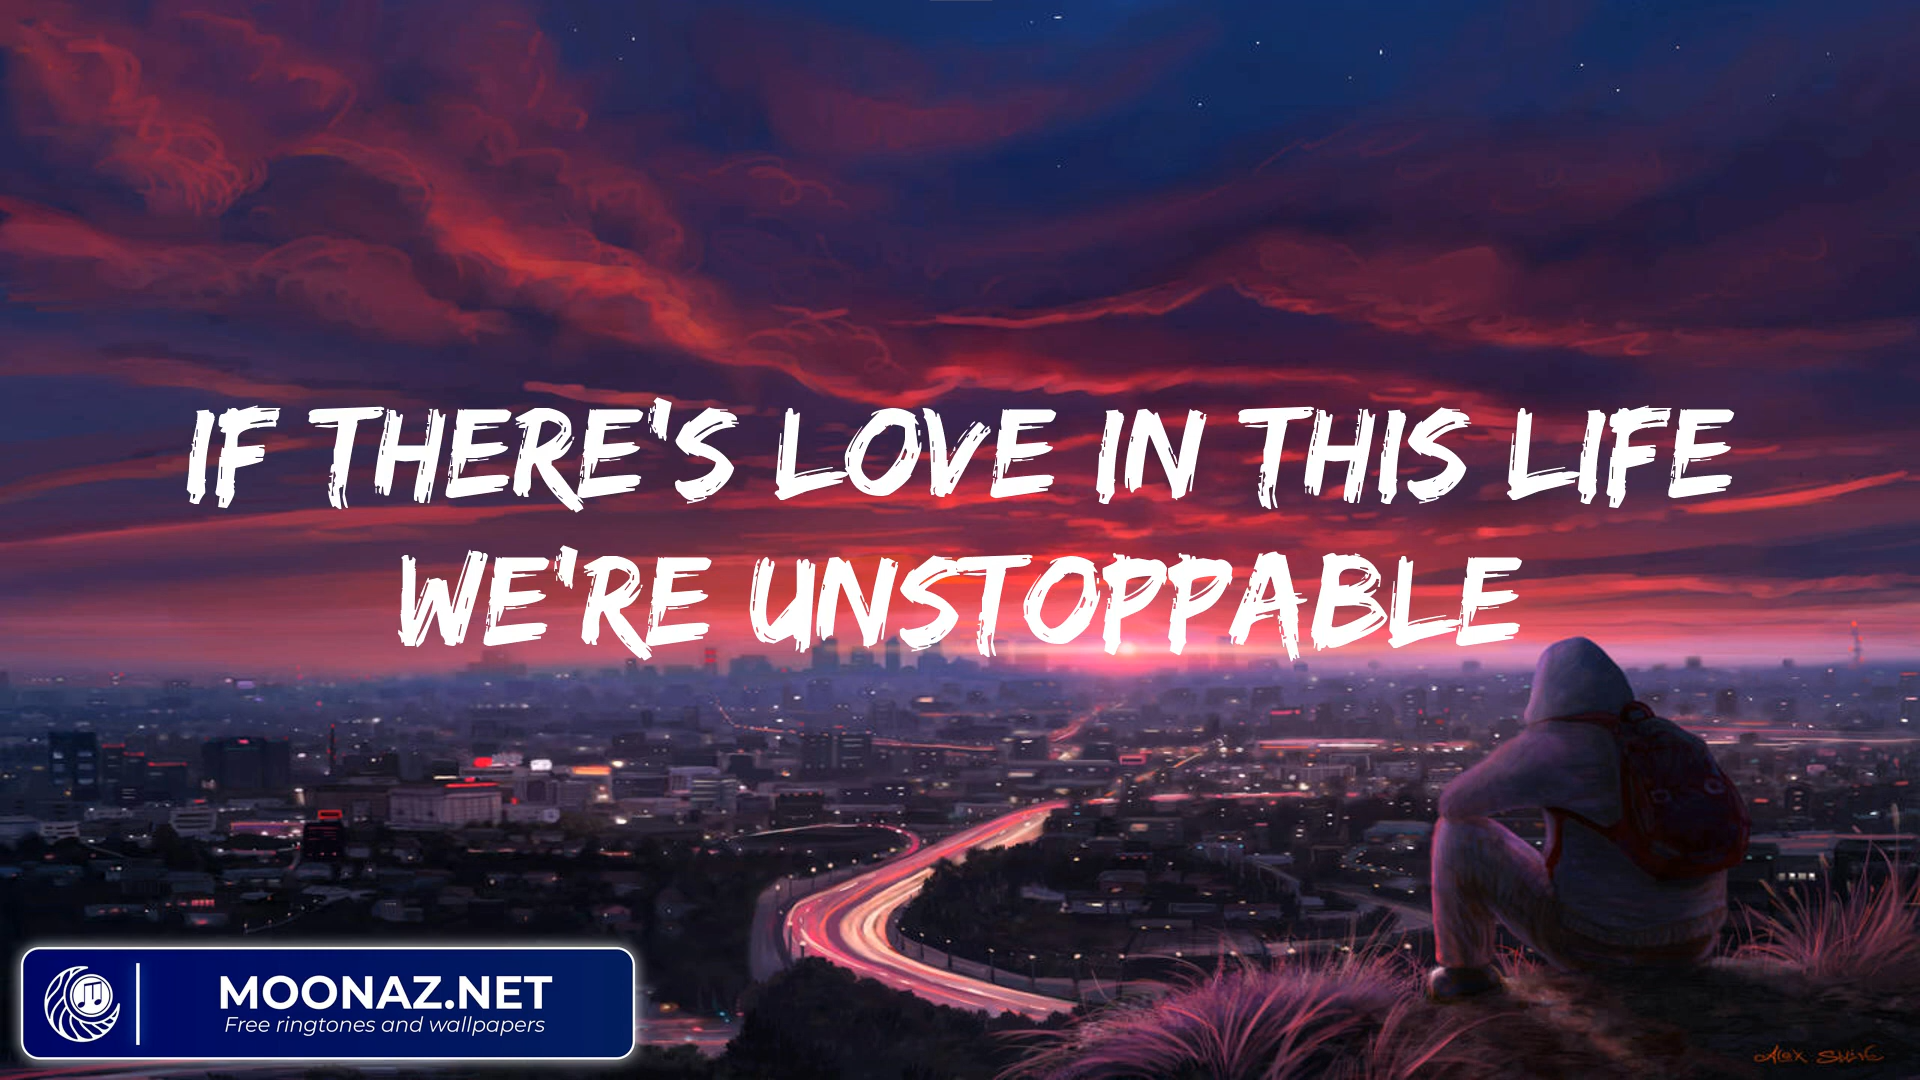 IF THERE'S LOVE IN THIS LIFE
WE'RE UNSTOPPABLE
MOONAZ.NET
Free ringtones and wallpapers